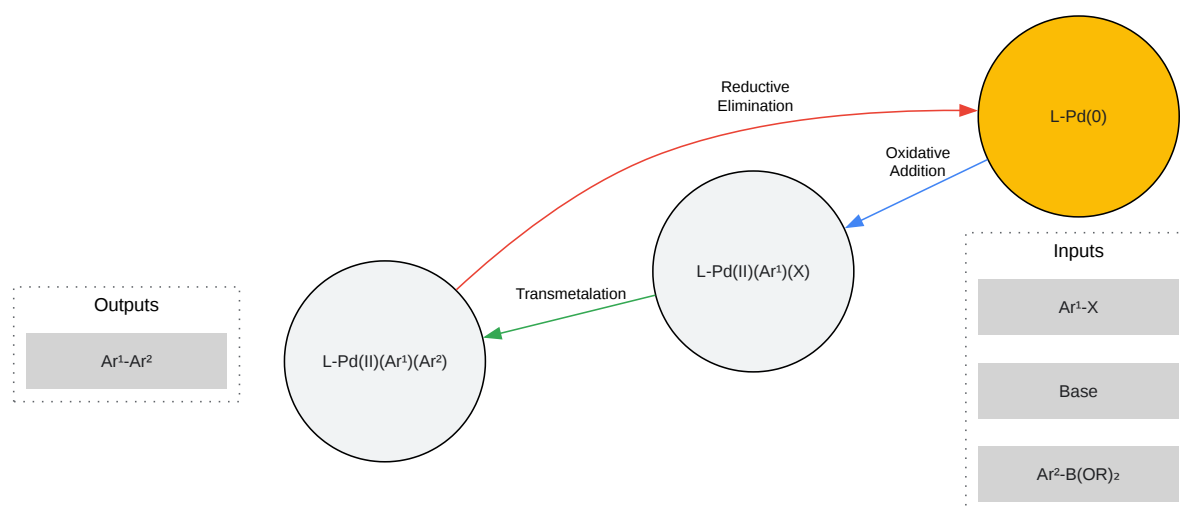 Reductive
Elimination
L-Pd(0)
Oxidative
Addition
L-Pd(II)(Ar¹)(X)
Transmetalation
L-Pd(II)(Ar¹)(Ar²)
Outputs
Ar¹-Ar²
Inputs
Ar¹-X
Base
Ar²-B(OR)₂